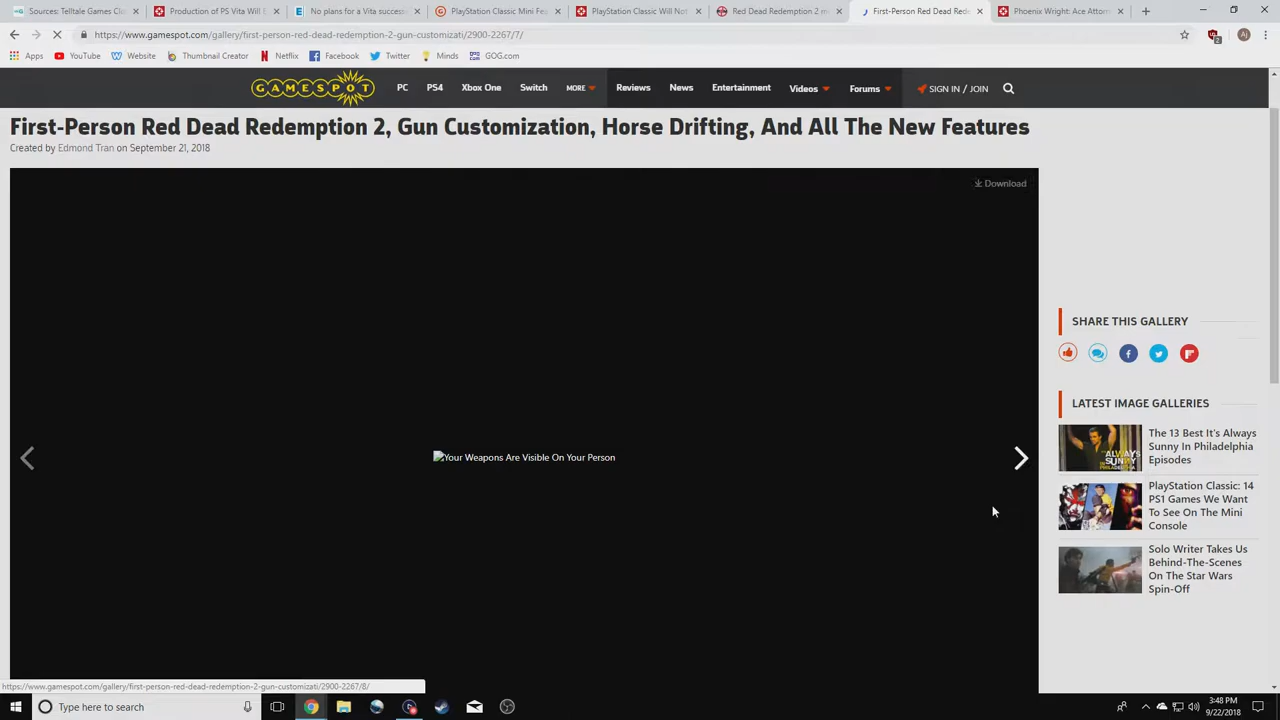 Sources: Telltale Games Clo
Production of PS Vita Will E
No plans for a Vita success
PlayStation Classic Mini Fea
PlayStation Classic Will Not
Red Dead Redemption 2 m
First-Person Red Dead Rede
Phoenix Wright: Ace Attorn
https://www.gamespot.com/gallery/first-person-red-dead-redemption-2-gun-customizati/2900-2267/7/
Apps
YouTube
Website
Thumbnail Creator
Netflix
Facebook
Twitter
Minds
GOG.com
GAMESPOT
PC
PS4
Xbox One
Switch
MORE
Reviews
News
Entertainment
Videos
Forums
SIGN IN / JOIN
First-Person Red Dead Redemption 2, Gun Customization, Horse Drifting, And All The New Features
Created by Edmond Tran on September 21, 2018
Download
Your Weapons Are Visible On Your Person
SHARE THIS GALLERY
LATEST IMAGE GALLERIES
The 13 Best It's Always
Sunny In Philadelphia
Episodes
PlayStation Classic: 14
PS1 Games We Want
To See On The Mini
Console
Solo Writer Takes Us
Behind-The-Scenes
On The Star Wars
Spin-Off
https://www.gamespot.com/gallery/first-person-red-dead-redemption-2-gun-customizati/2900-2267/8/
Type here to search
3:48 PM
9/22/2018